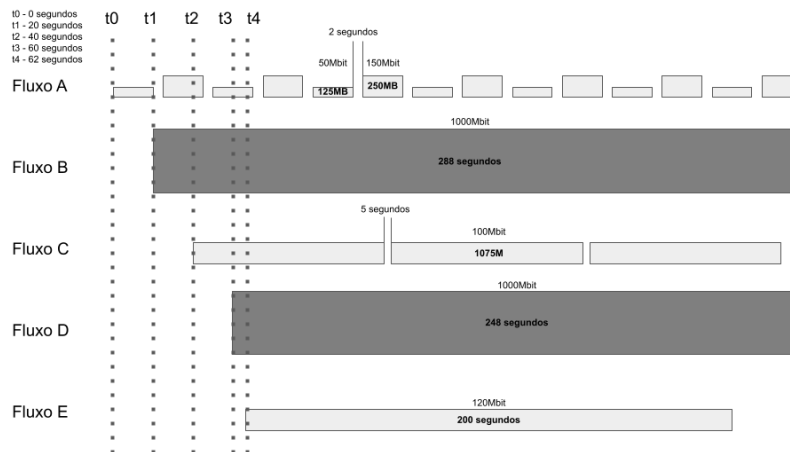 t0 - 0 segundos
t1 - 20 segundos
t2 - 40 segundos
t3 - 60 segundos
t4 - 62 segundos
t0 t1 t2 t3 t4
2 segundos
50Mbit 150Mbit
Fluxo A
125MB 250MB
1000Mbit
Fluxo B
288 segundos
5 segundos
100Mbit
Fluxo C
1075M
1000Mbit
Fluxo D
248 segundos
120Mbit
Fluxo E
200 segundos